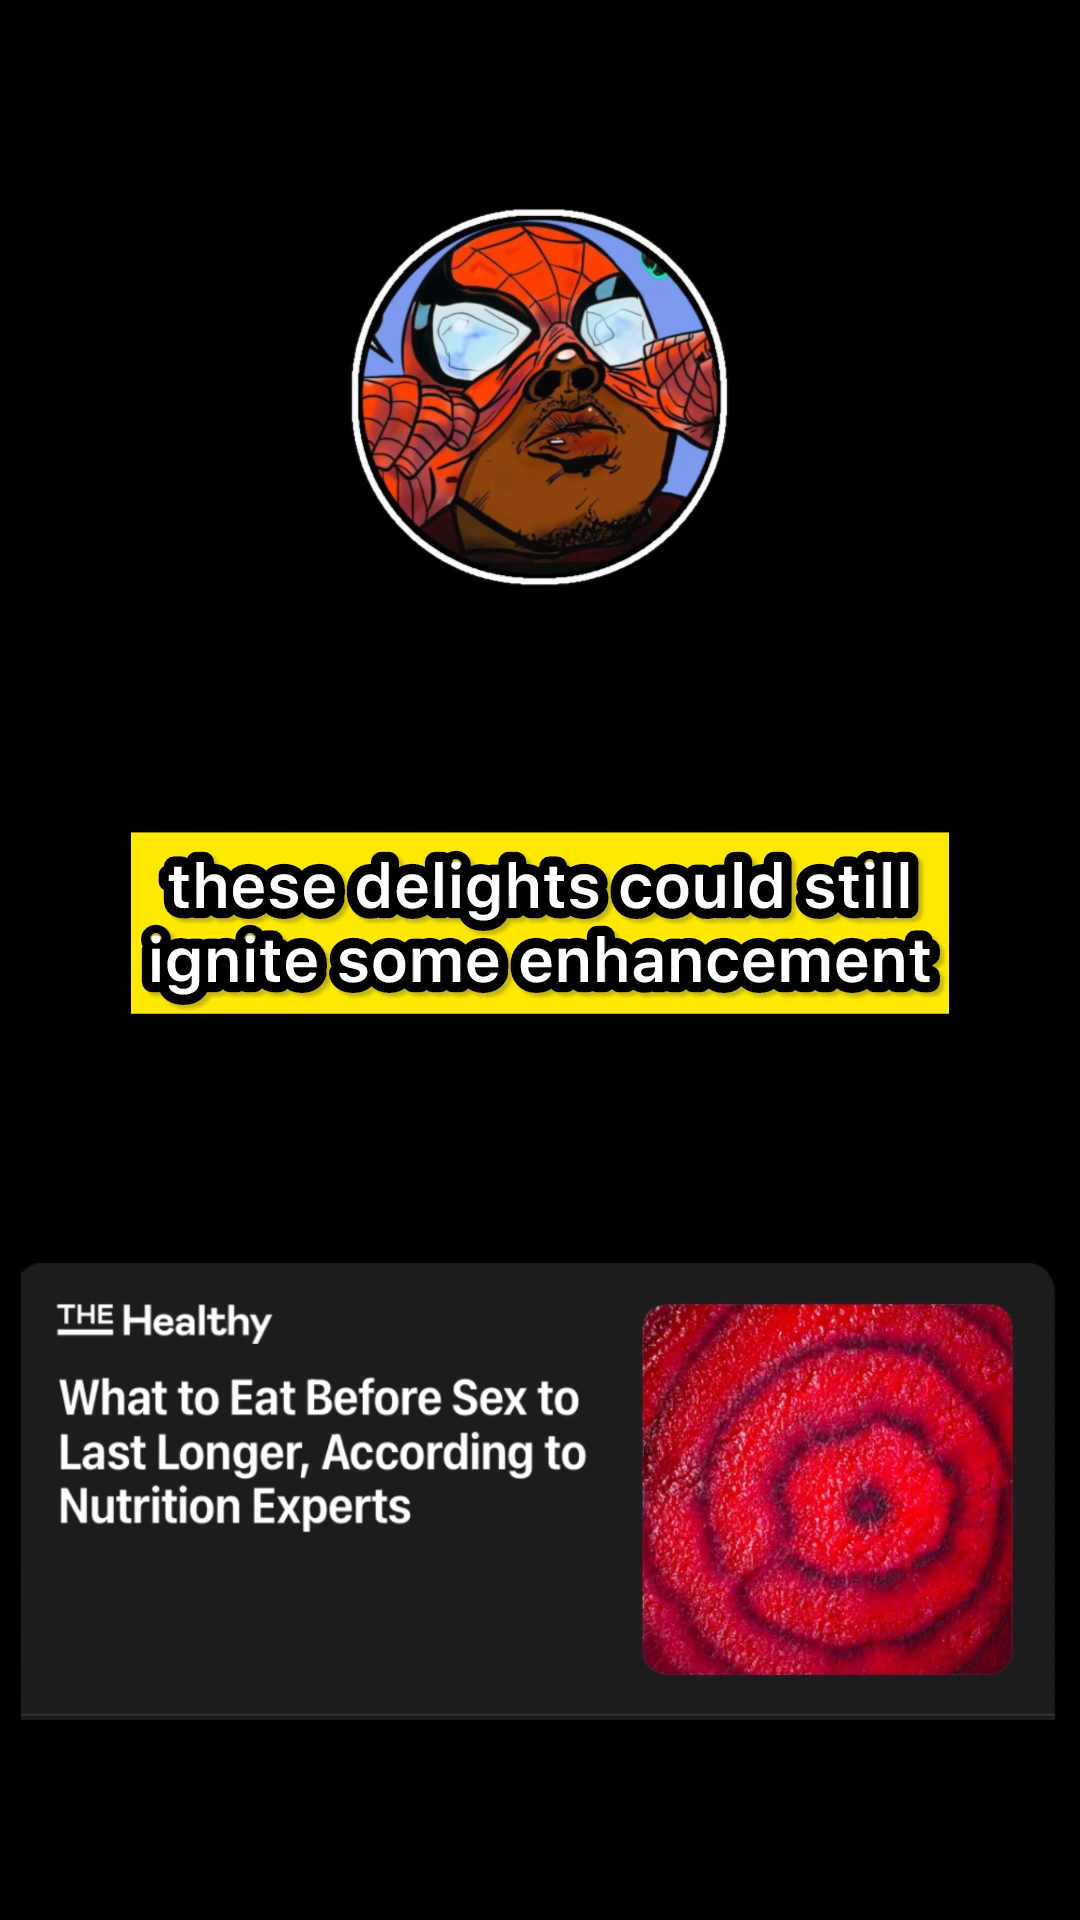 these delights could still
ignite some enhancement
THE Healthy
What to Eat Before Sex to
Last Longer, According to
Nutrition Experts